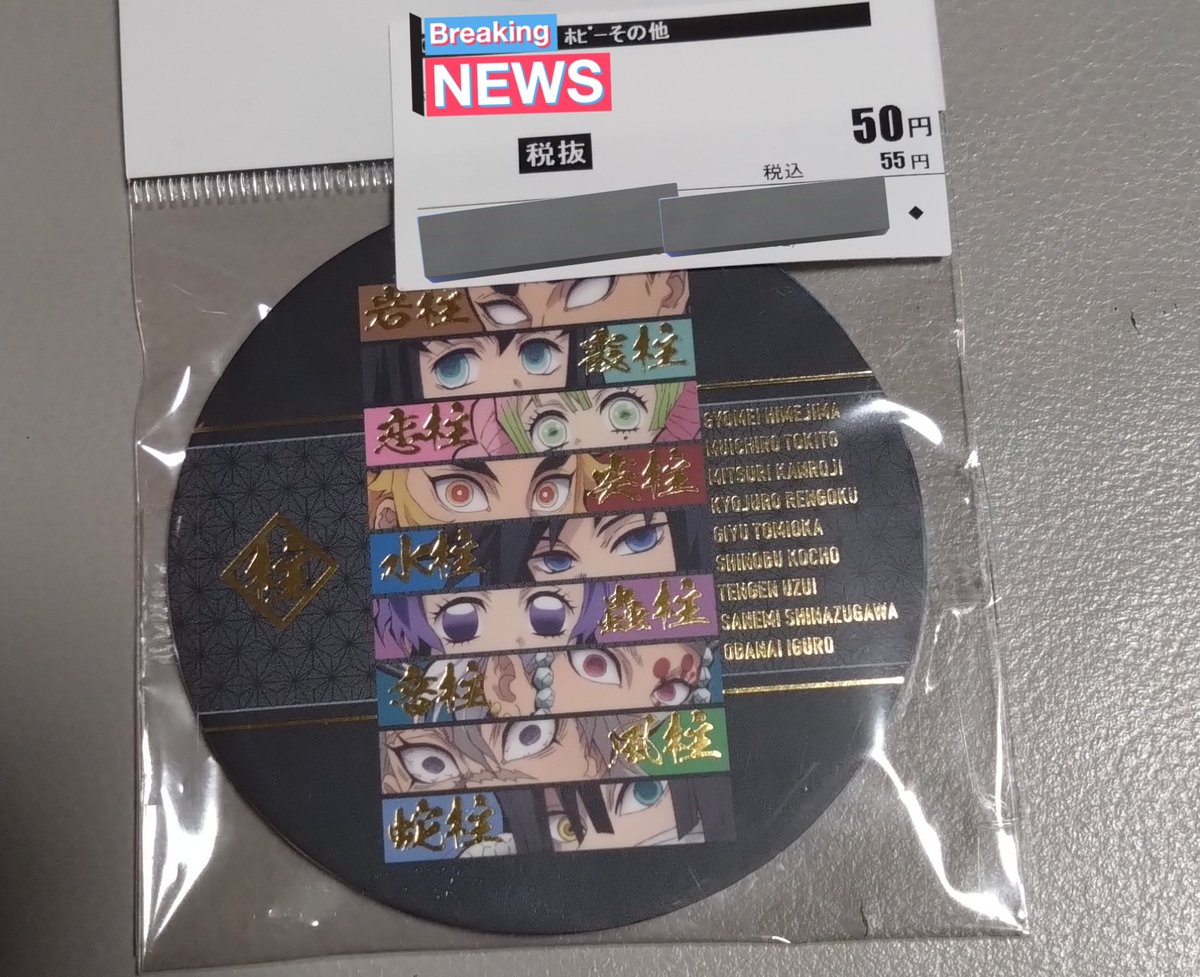 Breaking
NEWS
ﾎﾋﾞｰその他
50円
税抜
税込
55円
◆
岩柱
霞柱
恋柱
炎柱
水柱
蟲柱
音柱
風柱
蛇柱
柱
GYOMEI HIMEJIMA
MUICHIRO TOKITO
MITSURI KANROJI
KYOJURO RENGOKU
GIYU TOMIOKA
SHINOBU KOCHO
TENGEN UZUI
SANEMI SHINAZUGAWA
OBANAI IGURO